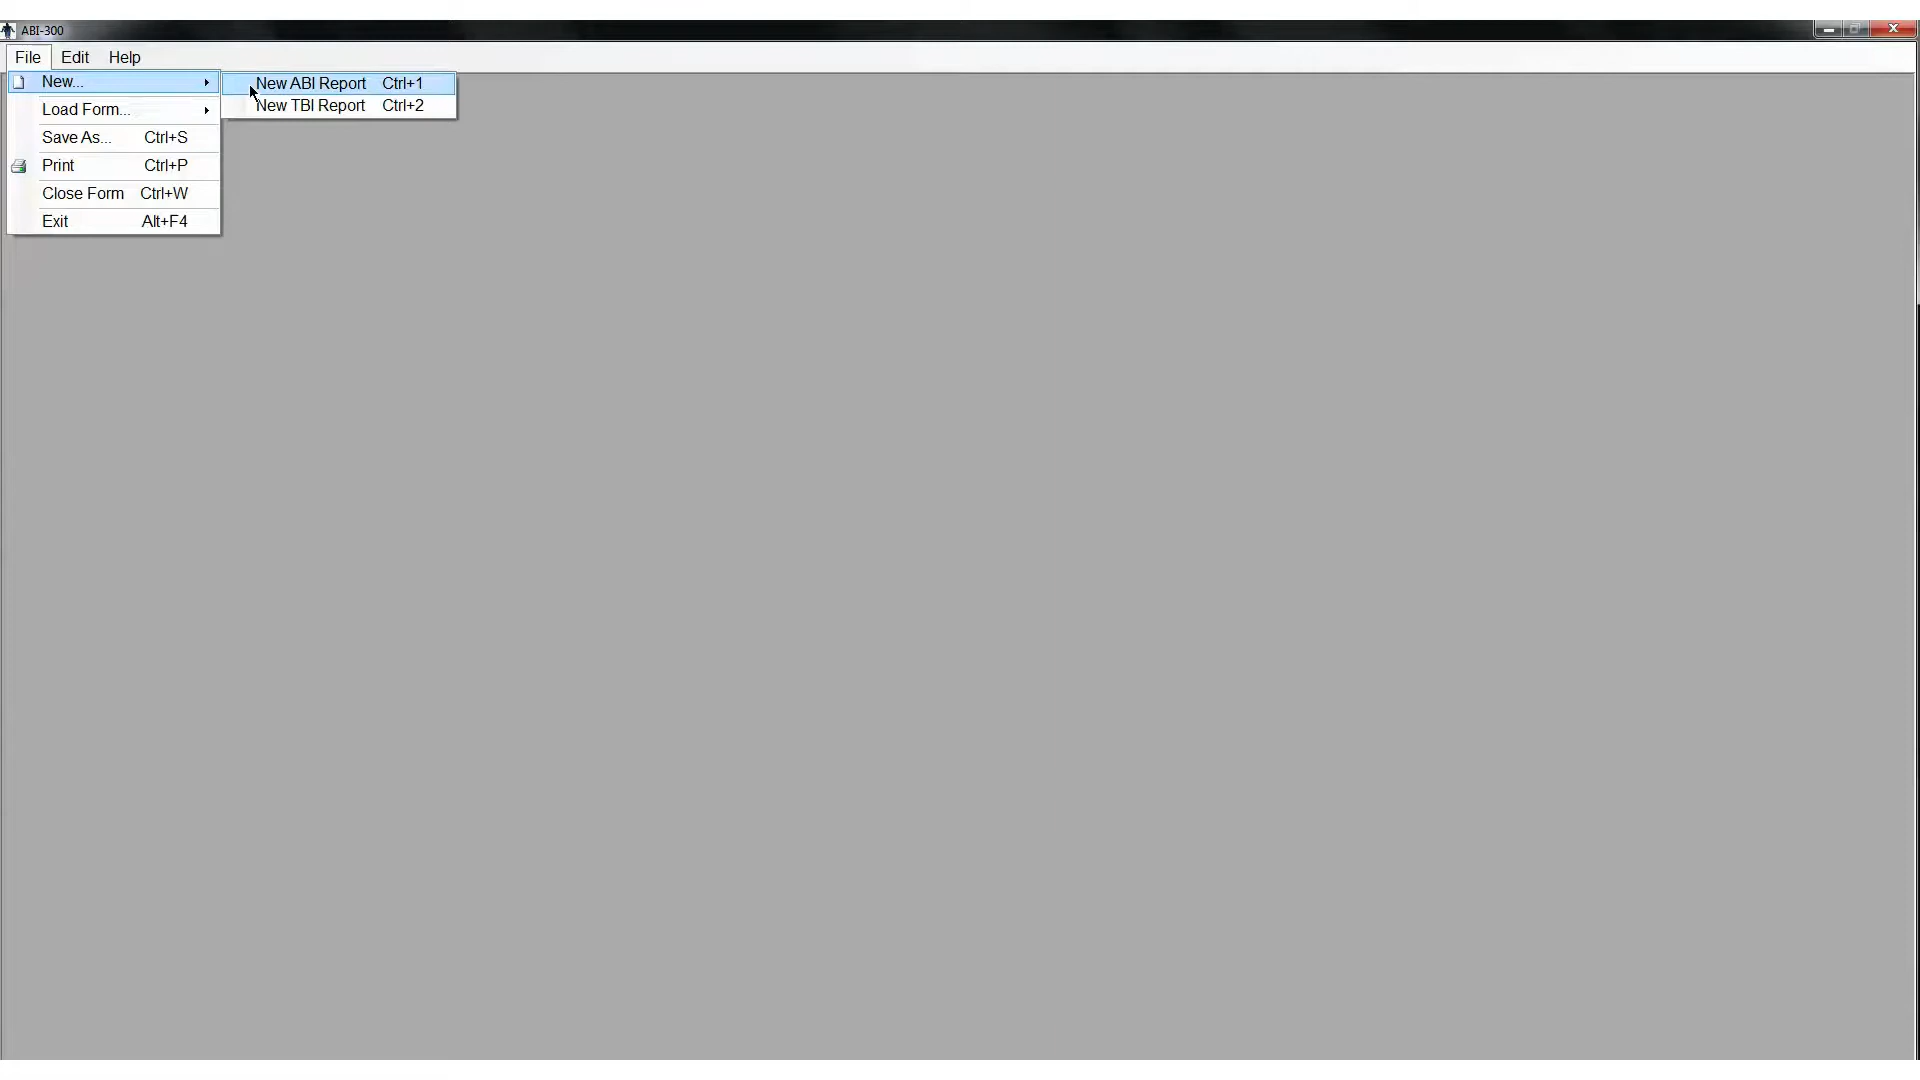 ABI-300
File Edit Help
New...
New ABI Report Ctrl+1
New TBI Report Ctrl+2
Load Form...
Save As... Ctrl+S
Print Ctrl+P
Close Form Ctrl+W
Exit Alt+F4